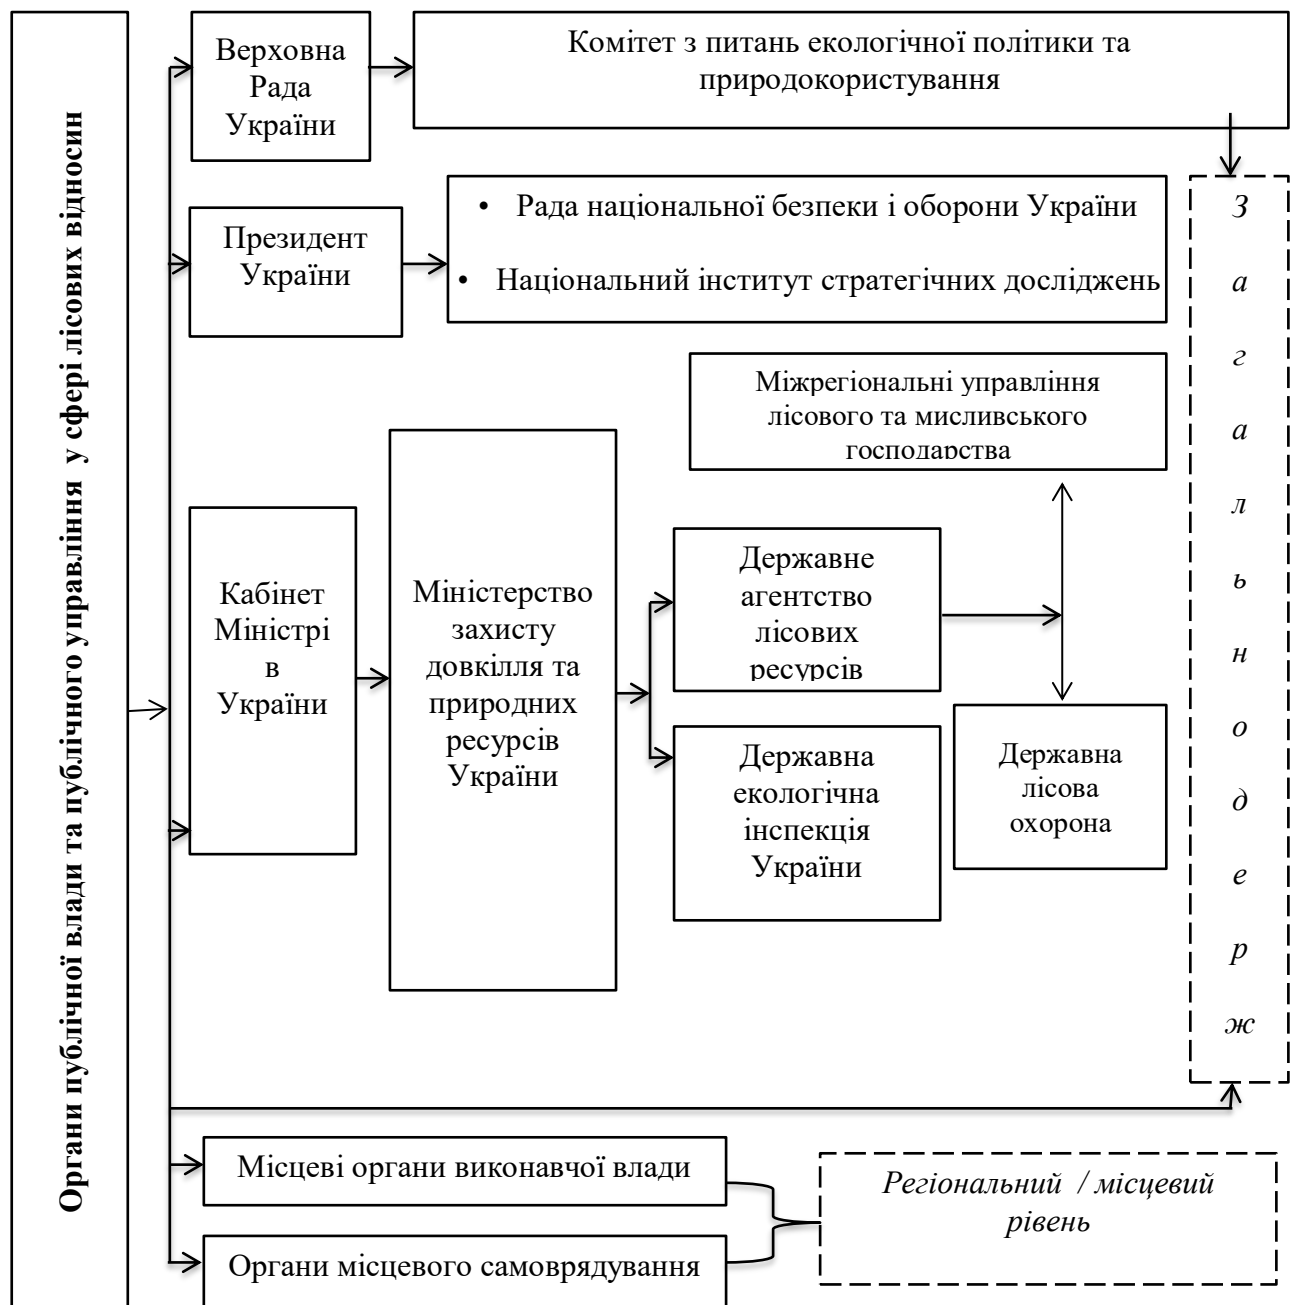 Органи публічної влади та публічного управління у сфері лісових відносин
Верховна
Рада
України
Комітет з питань екологічної політики та
природокористування
Президент
України
• Рада національної безпеки і оборони України
• Національний інститут стратегічних досліджень
Міжрегіональні управління
лісового та мисливського
господарства
Кабінет
Міністрі
в
України
Міністерство
захисту
довкілля та
природних
ресурсів
України
Державне
агентство
лісових
ресурсів
Державна
екологічна
інспекція
України
Державна
лісова
охорона
З
а
г
а
л
ь
н
о
д
е
р
ж
Місцеві органи виконавчої влади
Органи місцевого самоврядування
Регіональний / місцевий
рівень